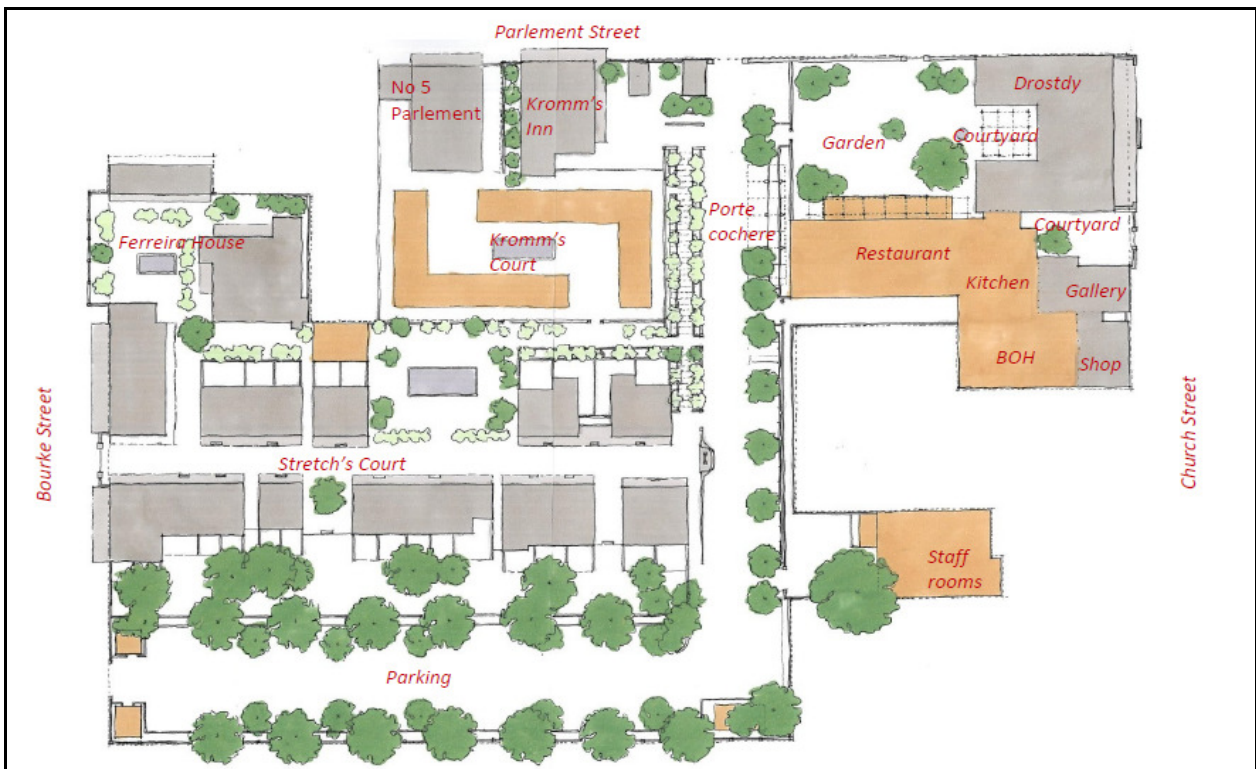 Parlement Street
No 5
Parlement
Kromm's
Inn
Drostdy
Courtyard
Garden
Porte
cochere
Courtyard
Ferreira House
Kromm's
Court
Restaurant
Kitchen
Gallery
BOH
Shop
Bourke Street
Church Street
Stretch's Court
Staff
rooms
Parking